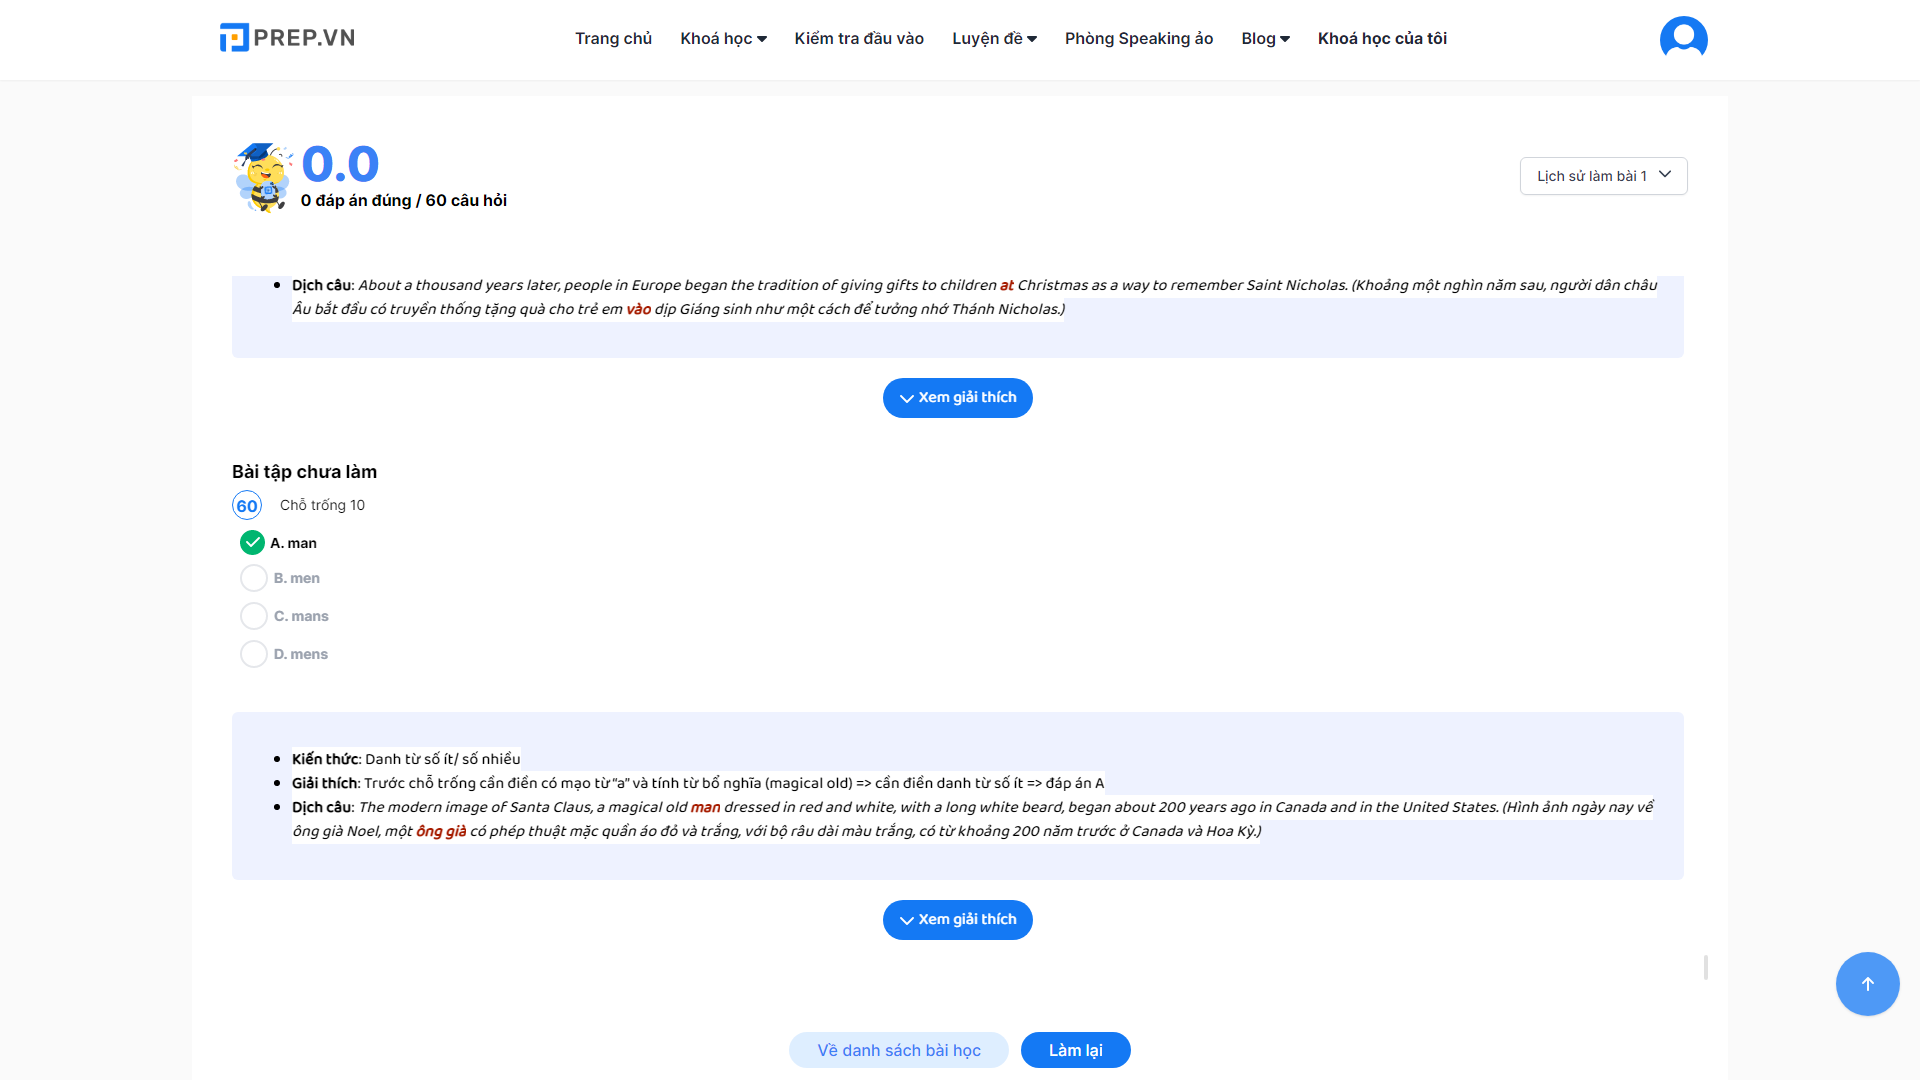 PREP.VN
Trang chủ
Khoá học
Kiểm tra đầu vào
Luyện đề
Phòng Speaking ảo
Blog
Khoá học của tôi
0.0
0 đáp án đúng / 60 câu hỏi
Lịch sử làm bài 1
Dịch câu: About a thousand years later, people in Europe began the tradition of giving gifts to children at Christmas as a way to remember Saint Nicholas. (Khoảng một nghìn năm sau, người dân châu
Âu bắt đầu có truyền thống tặng quà cho trẻ em vào dịp Giáng sinh như một cách để tưởng nhớ Thánh Nicholas.)
Xem giải thích
Bài tập chưa làm
60 Chỗ trống 10
A. man
B. men
C. mans
D. mens
Kiến thức: Danh từ số ít/ số nhiều
Giải thích: Trước chỗ trống cần điền có mạo từ "a" và tính từ bổ nghĩa (magical old) => cần điền danh từ số ít => đáp án A
Dịch câu: The modern image of Santa Claus, a magical old man dressed in red and white, with a long white beard, began about 200 years ago in Canada and in the United States. (Hình ảnh ngày nay về
ông già Noel, một ông già có phép thuật mặc quần áo đỏ và trắng, với bộ râu dài màu trắng, có từ khoảng 200 năm trước ở Canada và Hoa Kỳ.)
Xem giải thích
Về danh sách bài học
Làm lại